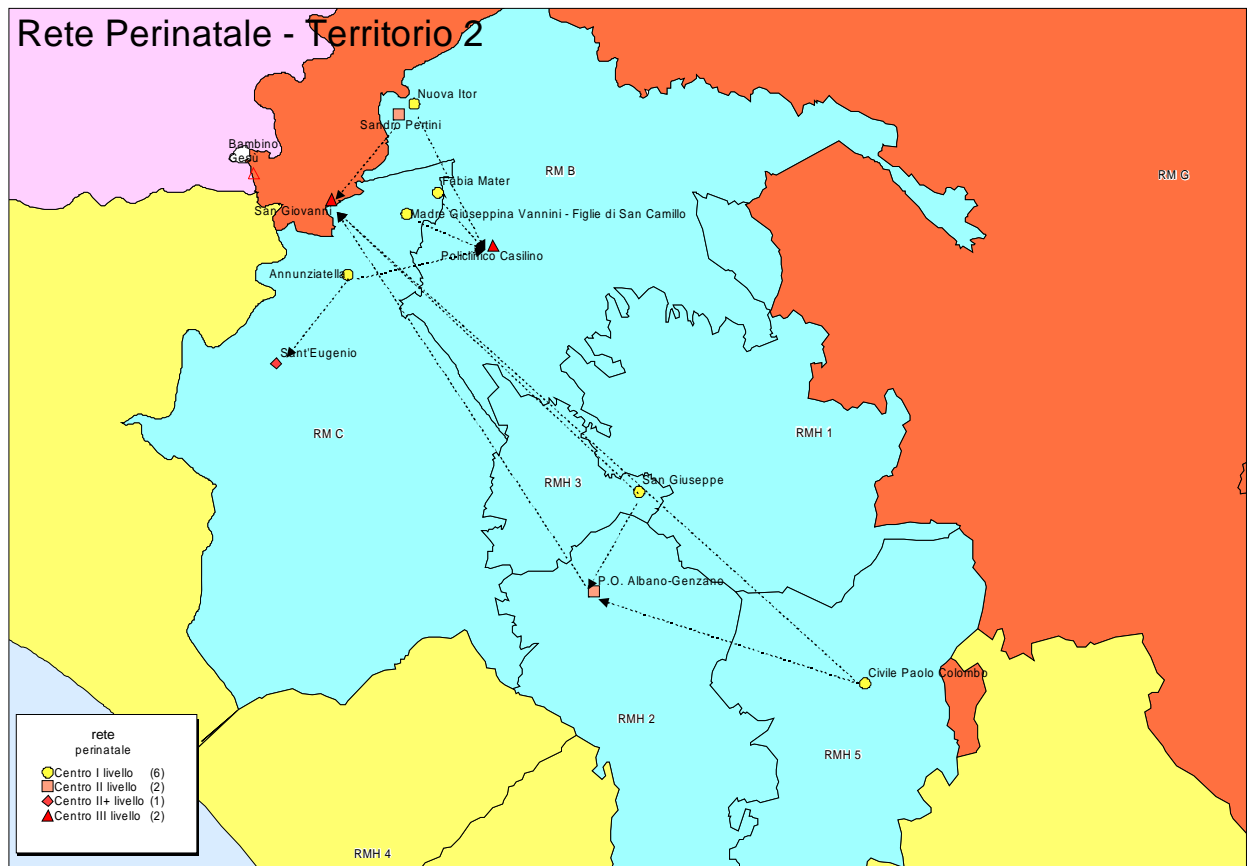 Rete Perinatale - Territorio 2
Nuova Itor
Sandro Pertini
Bambino
Gesù
RM B
RM G
Fabia Mater
San Giovanni
Madre Giuseppina Vannini - Figlie di San Camillo
Policlinico Casilino
Annunziatella
Sant'Eugenio
RM C
RMH 1
San Giuseppe
RMH 3
P.O. Albano-Genzano
Civile Paolo Colombo
RMH 2
RMH 5
rete
perinatale
Centro I livello (6)
Centro II livello (2)
Centro II+ livello (1)
Centro III livello (2)
RMH 4